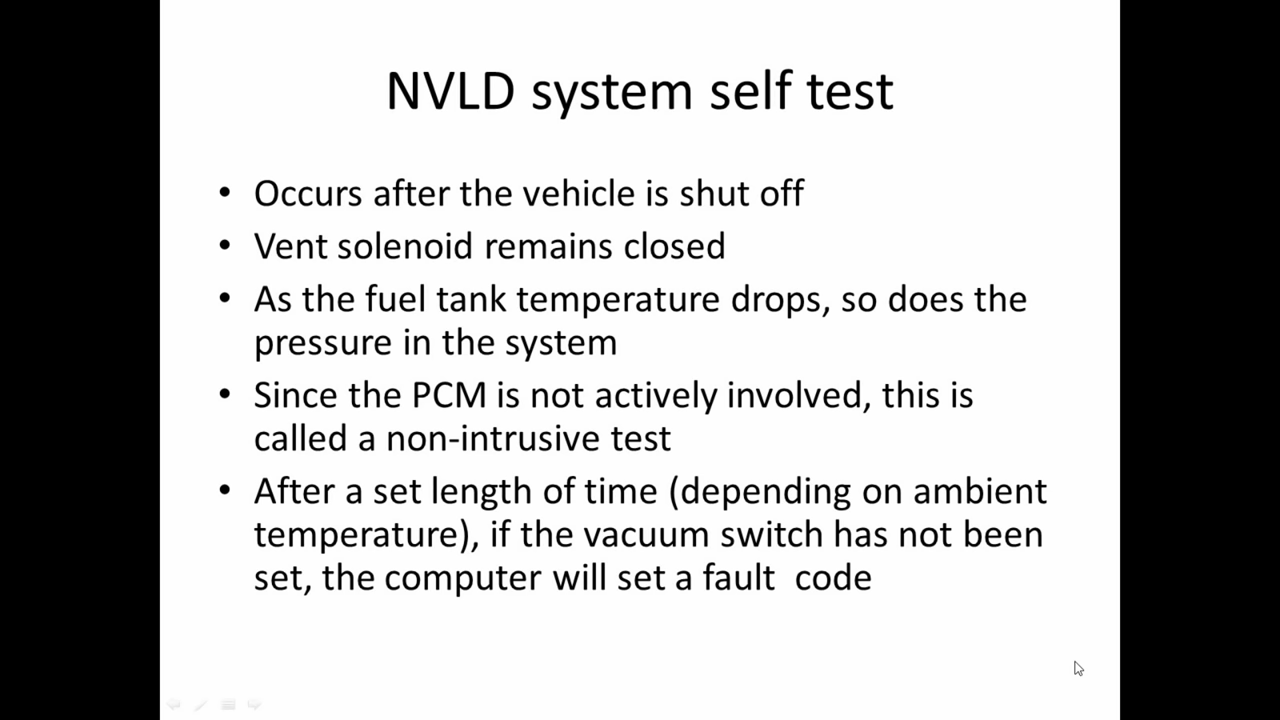 NVLD system self test
• Occurs after the vehicle is shut off
• Vent solenoid remains closed
• As the fuel tank temperature drops, so does the
pressure in the system
• Since the PCM is not actively involved, this is
called a non-intrusive test
• After a set length of time (depending on ambient
temperature), if the vacuum switch has not been
set, the computer will set a fault  code